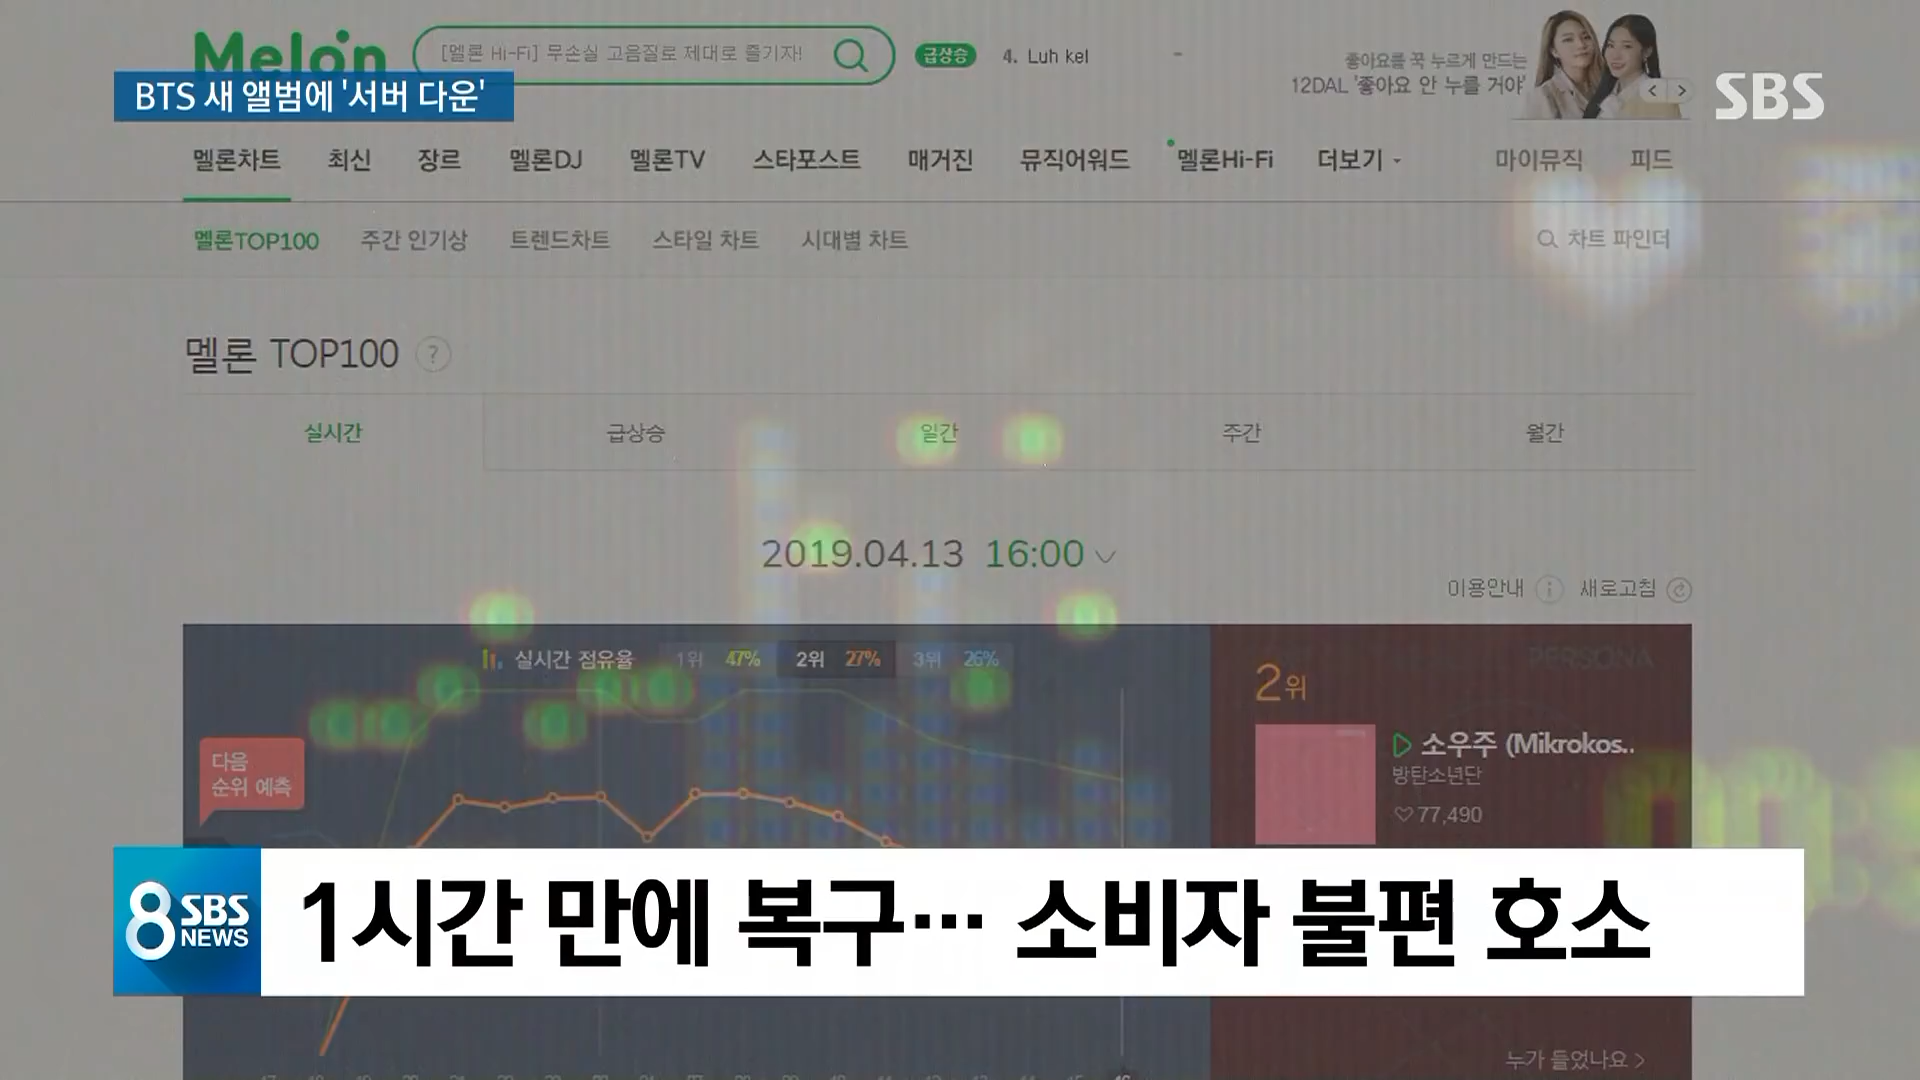 Melon
[멜론 Hi-Fi] 무손실 고음질로 제대로 즐기자!
급상승 4. Luh kel -
좋아요를 꾹 누르게 만드는
12DAL '좋아요 안 누를 거야'
SBS
BTS 새 앨범에 '서버 다운'
멜론차트 최신 장르 멜론DJ 멜론TV 스타포스트 매거진 뮤직어워드 멜론Hi-Fi 더보기 마이뮤직 피드
멜론TOP100 주간 인기상 트렌드차트 스타일 차트 시대별 차트 차트 파인더
멜론 TOP100 ?
실시간 급상승 일간 주간 월간
2019.04.13 16:00
이용안내 새로고침
실시간 점유율 1위 47% 2위 27% 3위 26%
PERSONA
2위
다음
순위 예측
소우주 (Mikrokos..
방탄소년단
77,490
8 SBS NEWS
1시간 만에 복구… 소비자 불편 호소
누가 들었나요 >